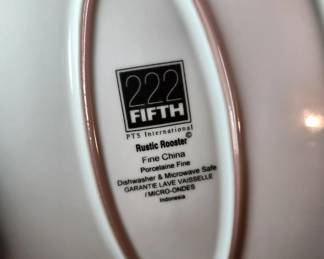 222
FIFTH
PTS International
Rustic Rooster©
Fine China
Porcelaine Fine
Dishwasher & Microwave Safe
GARANTIE LAVE VAISSELLE
/ MICRO-ONDES
Indonesia